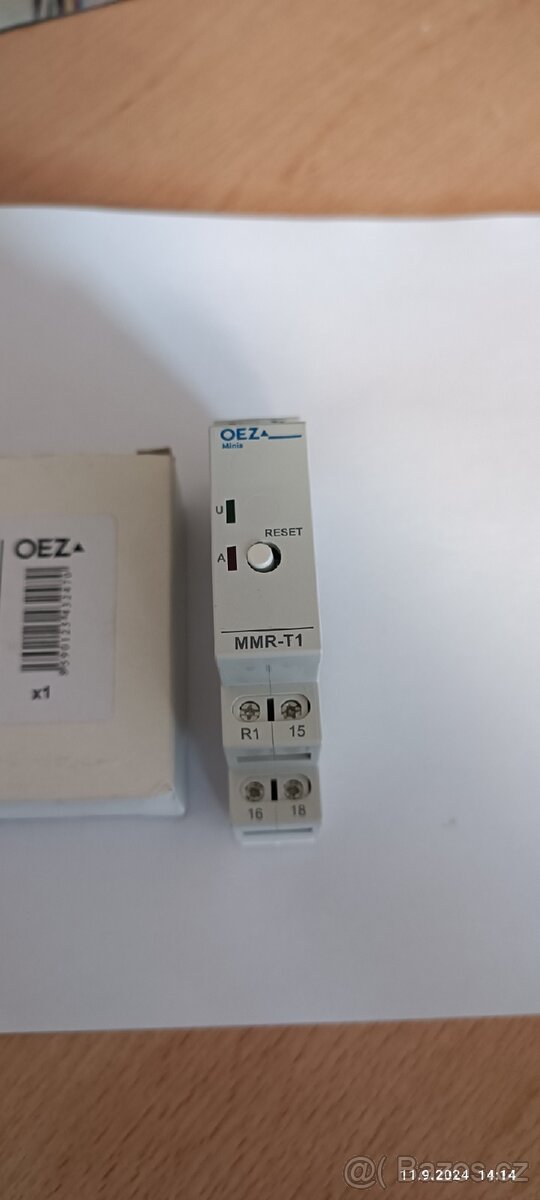 OEZ
Minia
U
RESET
A
MMR-T1
R1 15
16 18
OEZ
x1
11.9.2024 14:14
@ Bazos.cz